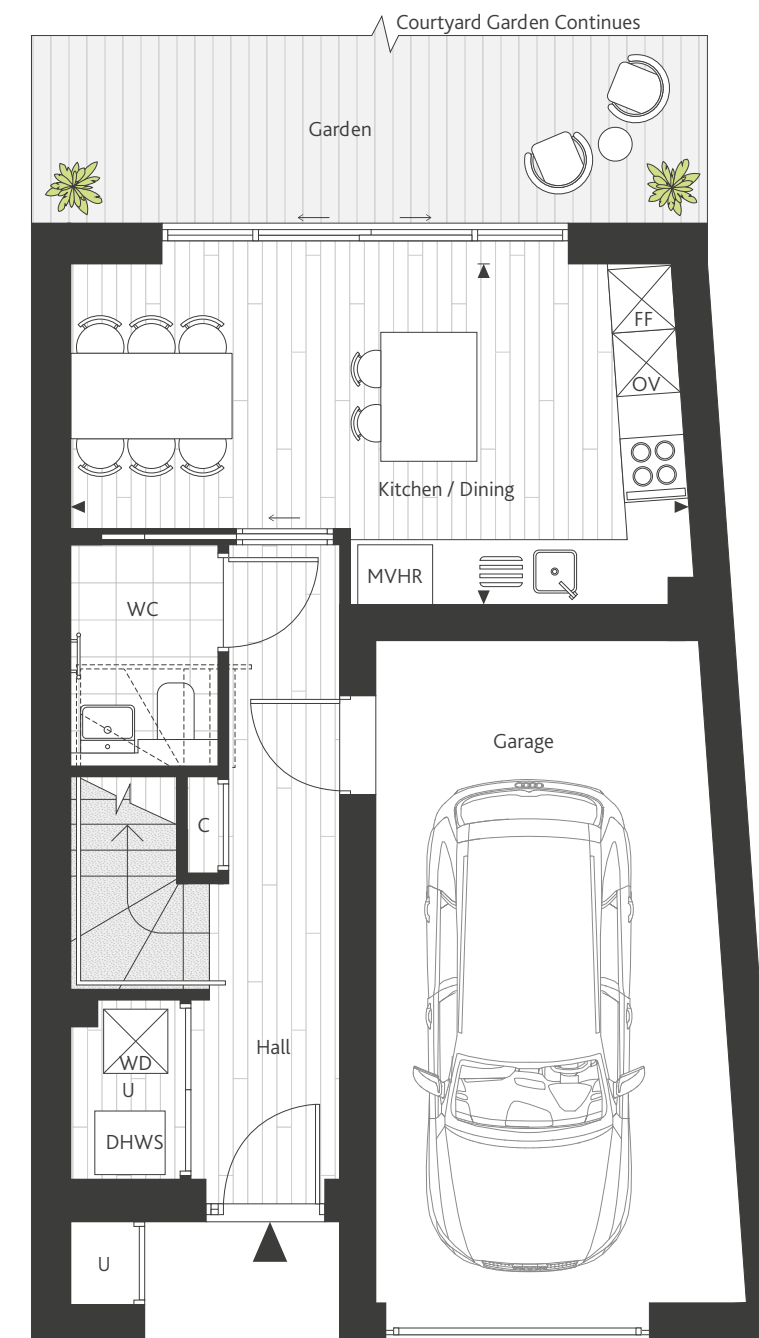 Courtyard Garden Continues
Garden
FF
OV
Kitchen / Dining
MVHR
WC
Garage
C
Hall
WD
U
DHWS
U